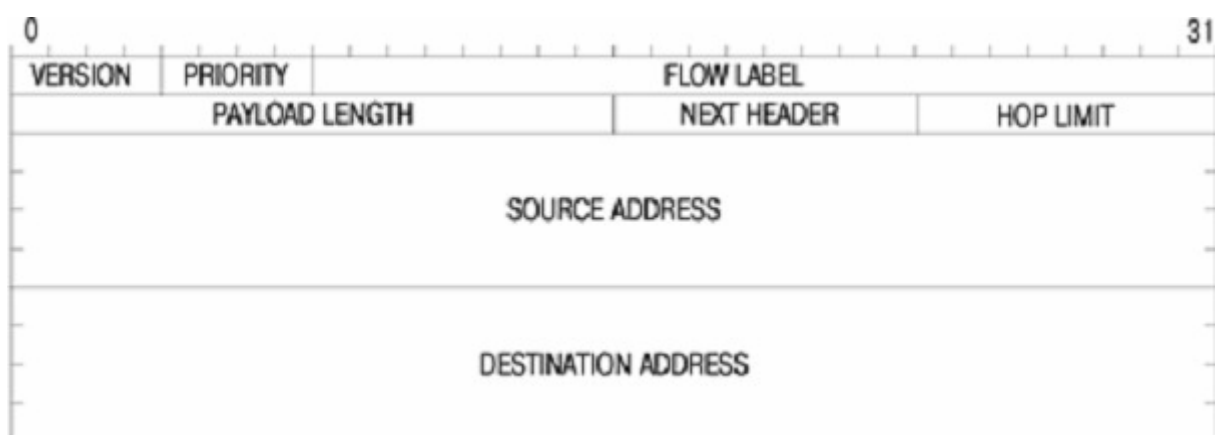 0 31
VERSION PRIORITY FLOW LABEL
PAYLOAD LENGTH NEXT HEADER HOP LIMIT
SOURCE ADDRESS
DESTINATION ADDRESS